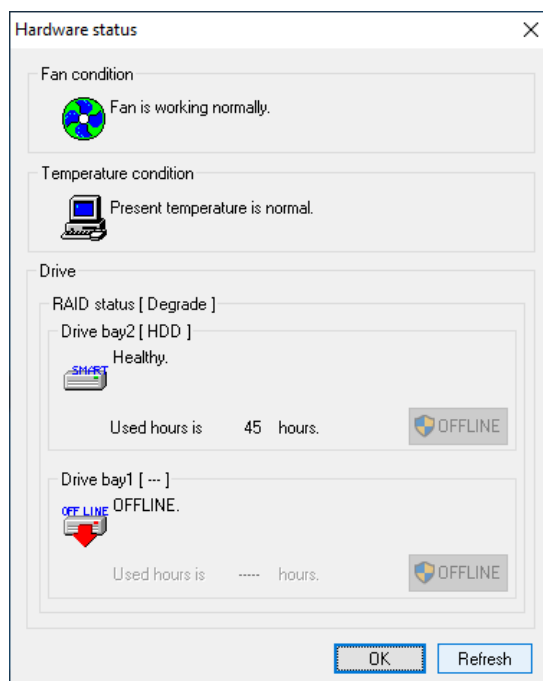 Hardware status
Fan condition
Fan is working normally.
Temperature condition
Present temperature is normal.
Drive
RAID status [ Degrade ]
Drive bay2 [ HDD ]
SMART
Healthy.
Used hours is 45 hours.
OFFLINE
Drive bay1 [ --- ]
OFF LINE
OFFLINE.
Used hours is ----- hours.
OFFLINE
OK
Refresh